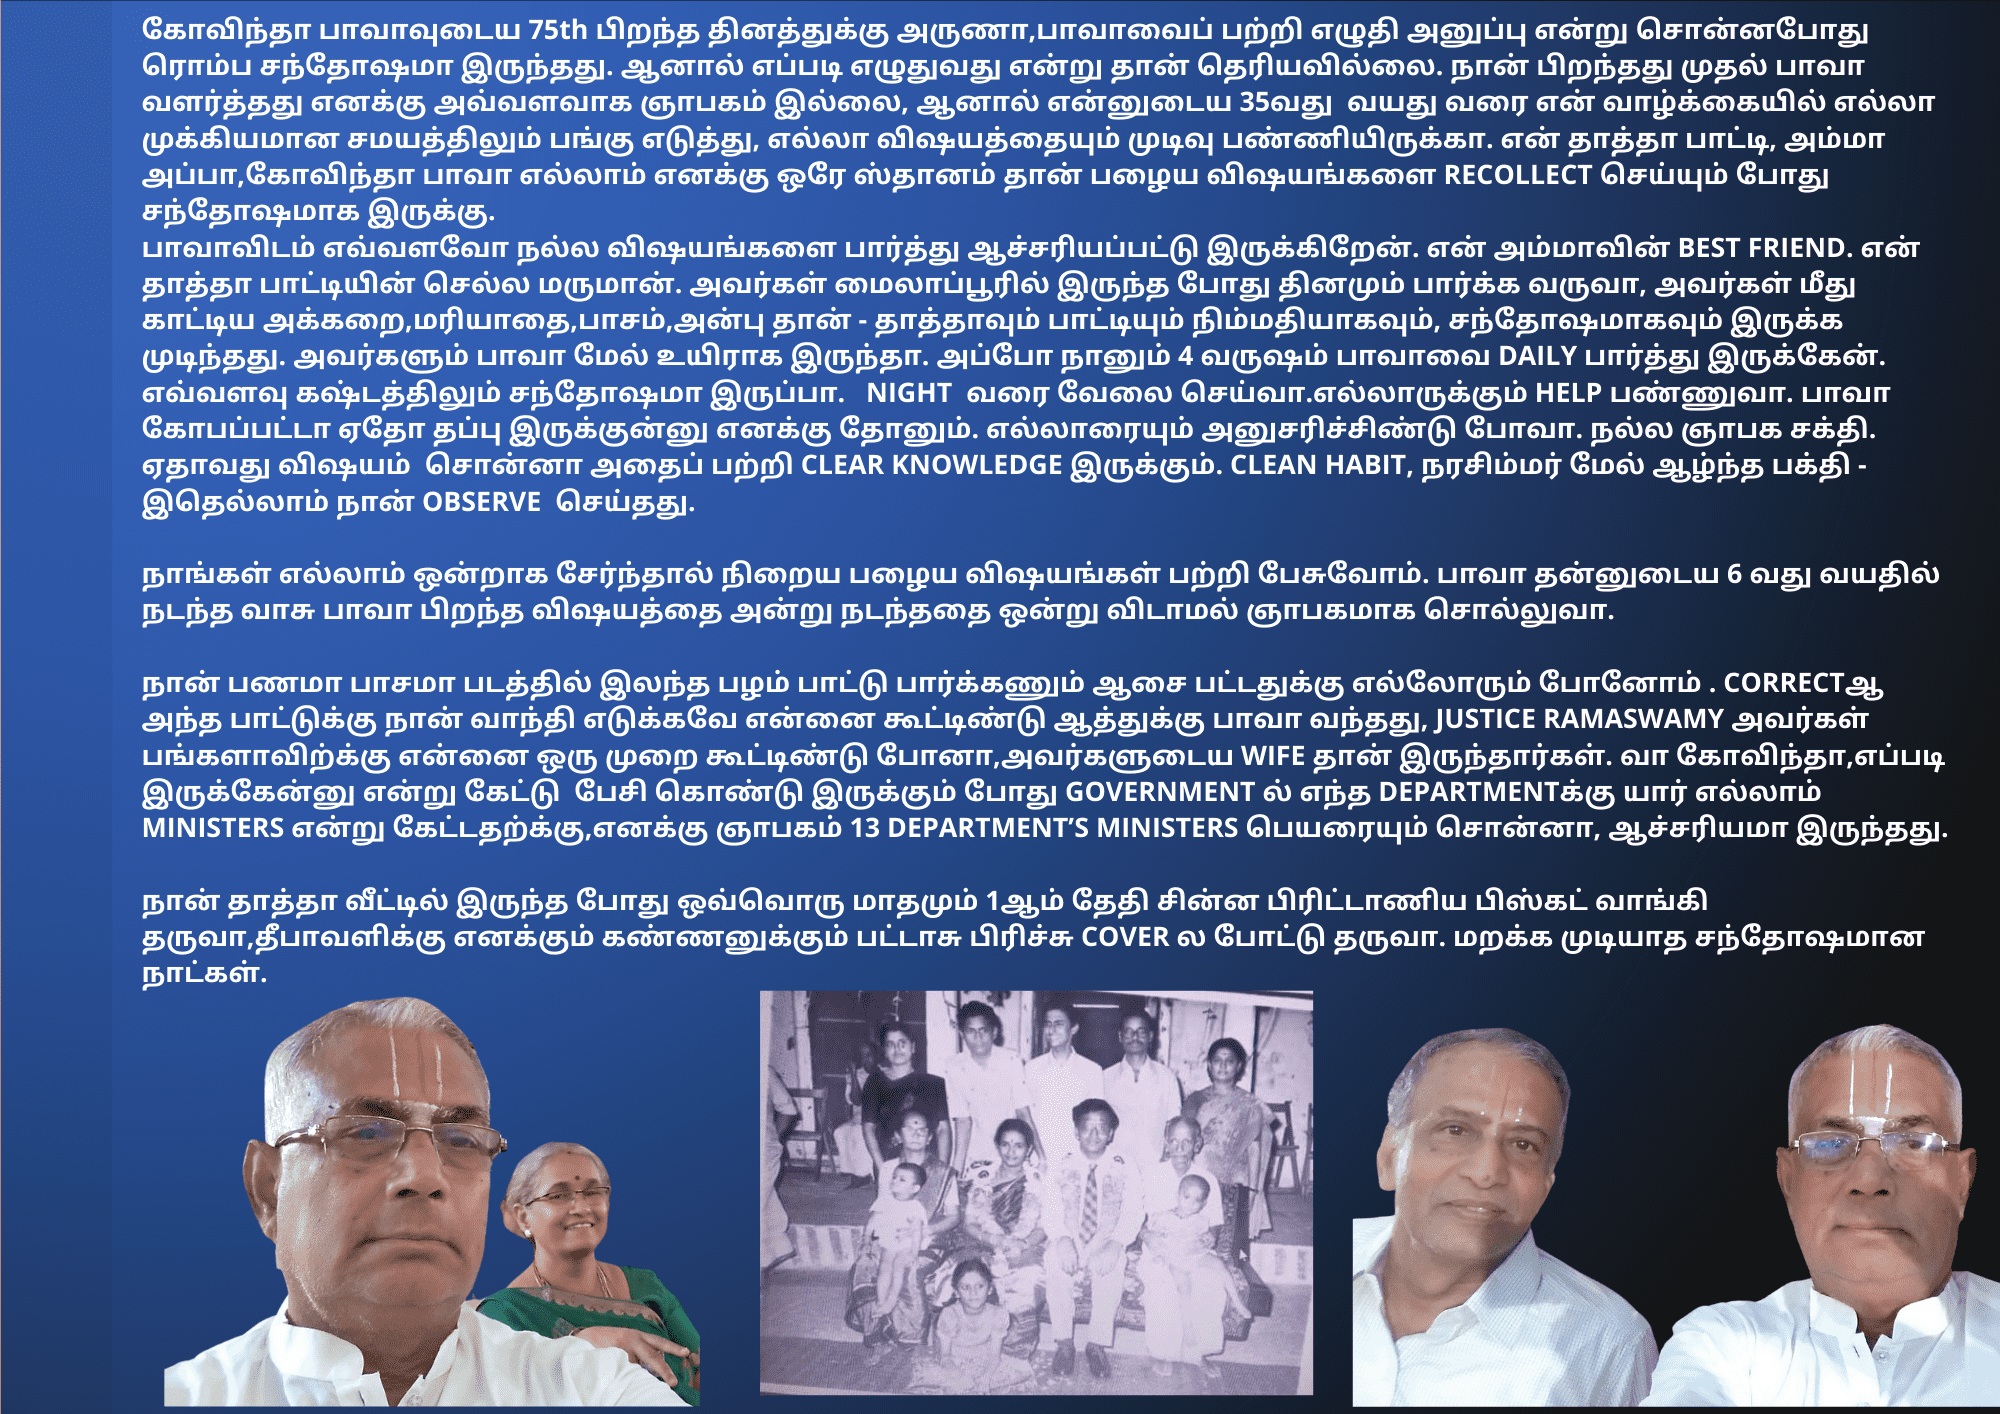 கோவிந்தா பாவாவுடைய 75th பிறந்த தினத்துக்கு அருணா,பாவாவைப் பற்றி எழுதி அனுப்பு என்று சொன்னபோது
ரொம்ப சந்தோஷமா இருந்தது. ஆனால் எப்படி எழுதுவது என்று தான் தெரியவில்லை. நான் பிறந்தது முதல் பாவா
வளர்த்தது எனக்கு அவ்வளவாக ஞாபகம் இல்லை, ஆனால் என்னுடைய 35வது  வயது வரை என் வாழ்க்கையில் எல்லா
முக்கியமான சமயத்திலும் பங்கு எடுத்து, எல்லா விஷயத்தையும் முடிவு பண்ணியிருக்கா. என் தாத்தா பாட்டி, அம்மா
அப்பா,கோவிந்தா பாவா எல்லாம் எனக்கு ஒரே ஸ்தானம் தான் பழைய விஷயங்களை RECOLLECT செய்யும் போது
சந்தோஷமாக இருக்கு.
பாவாவிடம் எவ்வளவோ நல்ல விஷயங்களை பார்த்து ஆச்சரியப்பட்டு இருக்கிறேன். என் அம்மாவின் BEST FRIEND. என்
தாத்தா பாட்டியின் செல்ல மருமான். அவர்கள் மைலாப்பூரில் இருந்த போது தினமும் பார்க்க வருவா, அவர்கள் மீது
காட்டிய அக்கறை,மரியாதை,பாசம்,அன்பு தான் - தாத்தாவும் பாட்டியும் நிம்மதியாகவும், சந்தோஷமாகவும் இருக்க
முடிந்தது. அவர்களும் பாவா மேல் உயிராக இருந்தா. அப்போ நானும் 4 வருஷம் பாவாவை DAILY பார்த்து இருக்கேன்.
எவ்வளவு கஷ்டத்திலும் சந்தோஷமா இருப்பா.   NIGHT  வரை வேலை செய்வா.எல்லாருக்கும் HELP பண்ணுவா. பாவா
கோபப்பட்டா ஏதோ தப்பு இருக்குன்னு எனக்கு தோனும். எல்லாரையும் அனுசரிச்சிண்டு போவா. நல்ல ஞாபக சக்தி.
ஏதாவது விஷயம்  சொன்னா அதைப் பற்றி CLEAR KNOWLEDGE இருக்கும். CLEAN HABIT, நரசிம்மர் மேல் ஆழ்ந்த பக்தி -
இதெல்லாம் நான் OBSERVE  செய்தது.
நாங்கள் எல்லாம் ஒன்றாக சேர்ந்தால் நிறைய பழைய விஷயங்கள் பற்றி பேசுவோம். பாவா தன்னுடைய 6 வது வயதில்
நடந்த வாசு பாவா பிறந்த விஷயத்தை அன்று நடந்ததை ஒன்று விடாமல் ஞாபகமாக சொல்லுவா.
நான் பணமா பாசமா படத்தில் இலந்த பழம் பாட்டு பார்க்கணும் ஆசை பட்டதுக்கு எல்லோரும் போனோம் . CORRECTஆ
அந்த பாட்டுக்கு நான் வாந்தி எடுக்கவே என்னை கூட்டிண்டு ஆத்துக்கு பாவா வந்தது, JUSTICE RAMASWAMY அவர்கள்
பங்களாவிற்க்கு என்னை ஒரு முறை கூட்டிண்டு போனா,அவர்களுடைய WIFE தான் இருந்தார்கள். வா கோவிந்தா,எப்படி
இருக்கேன்னு என்று கேட்டு  பேசி கொண்டு இருக்கும் போது GOVERNMENT ல் எந்த DEPARTMENTக்கு யார் எல்லாம்
MINISTERS என்று கேட்டதற்க்கு,எனக்கு ஞாபகம் 13 DEPARTMENT’S MINISTERS பெயரையும் சொன்னா, ஆச்சரியமா இருந்தது.
நான் தாத்தா வீட்டில் இருந்த போது ஒவ்வொரு மாதமும் 1ஆம் தேதி சின்ன பிரிட்டாணிய பிஸ்கட் வாங்கி
தருவா,தீபாவளிக்கு எனக்கும் கண்ணனுக்கும் பட்டாசு பிரிச்சு COVER ல போட்டு தருவா. மறக்க முடியாத சந்தோஷமான
நாட்கள்.